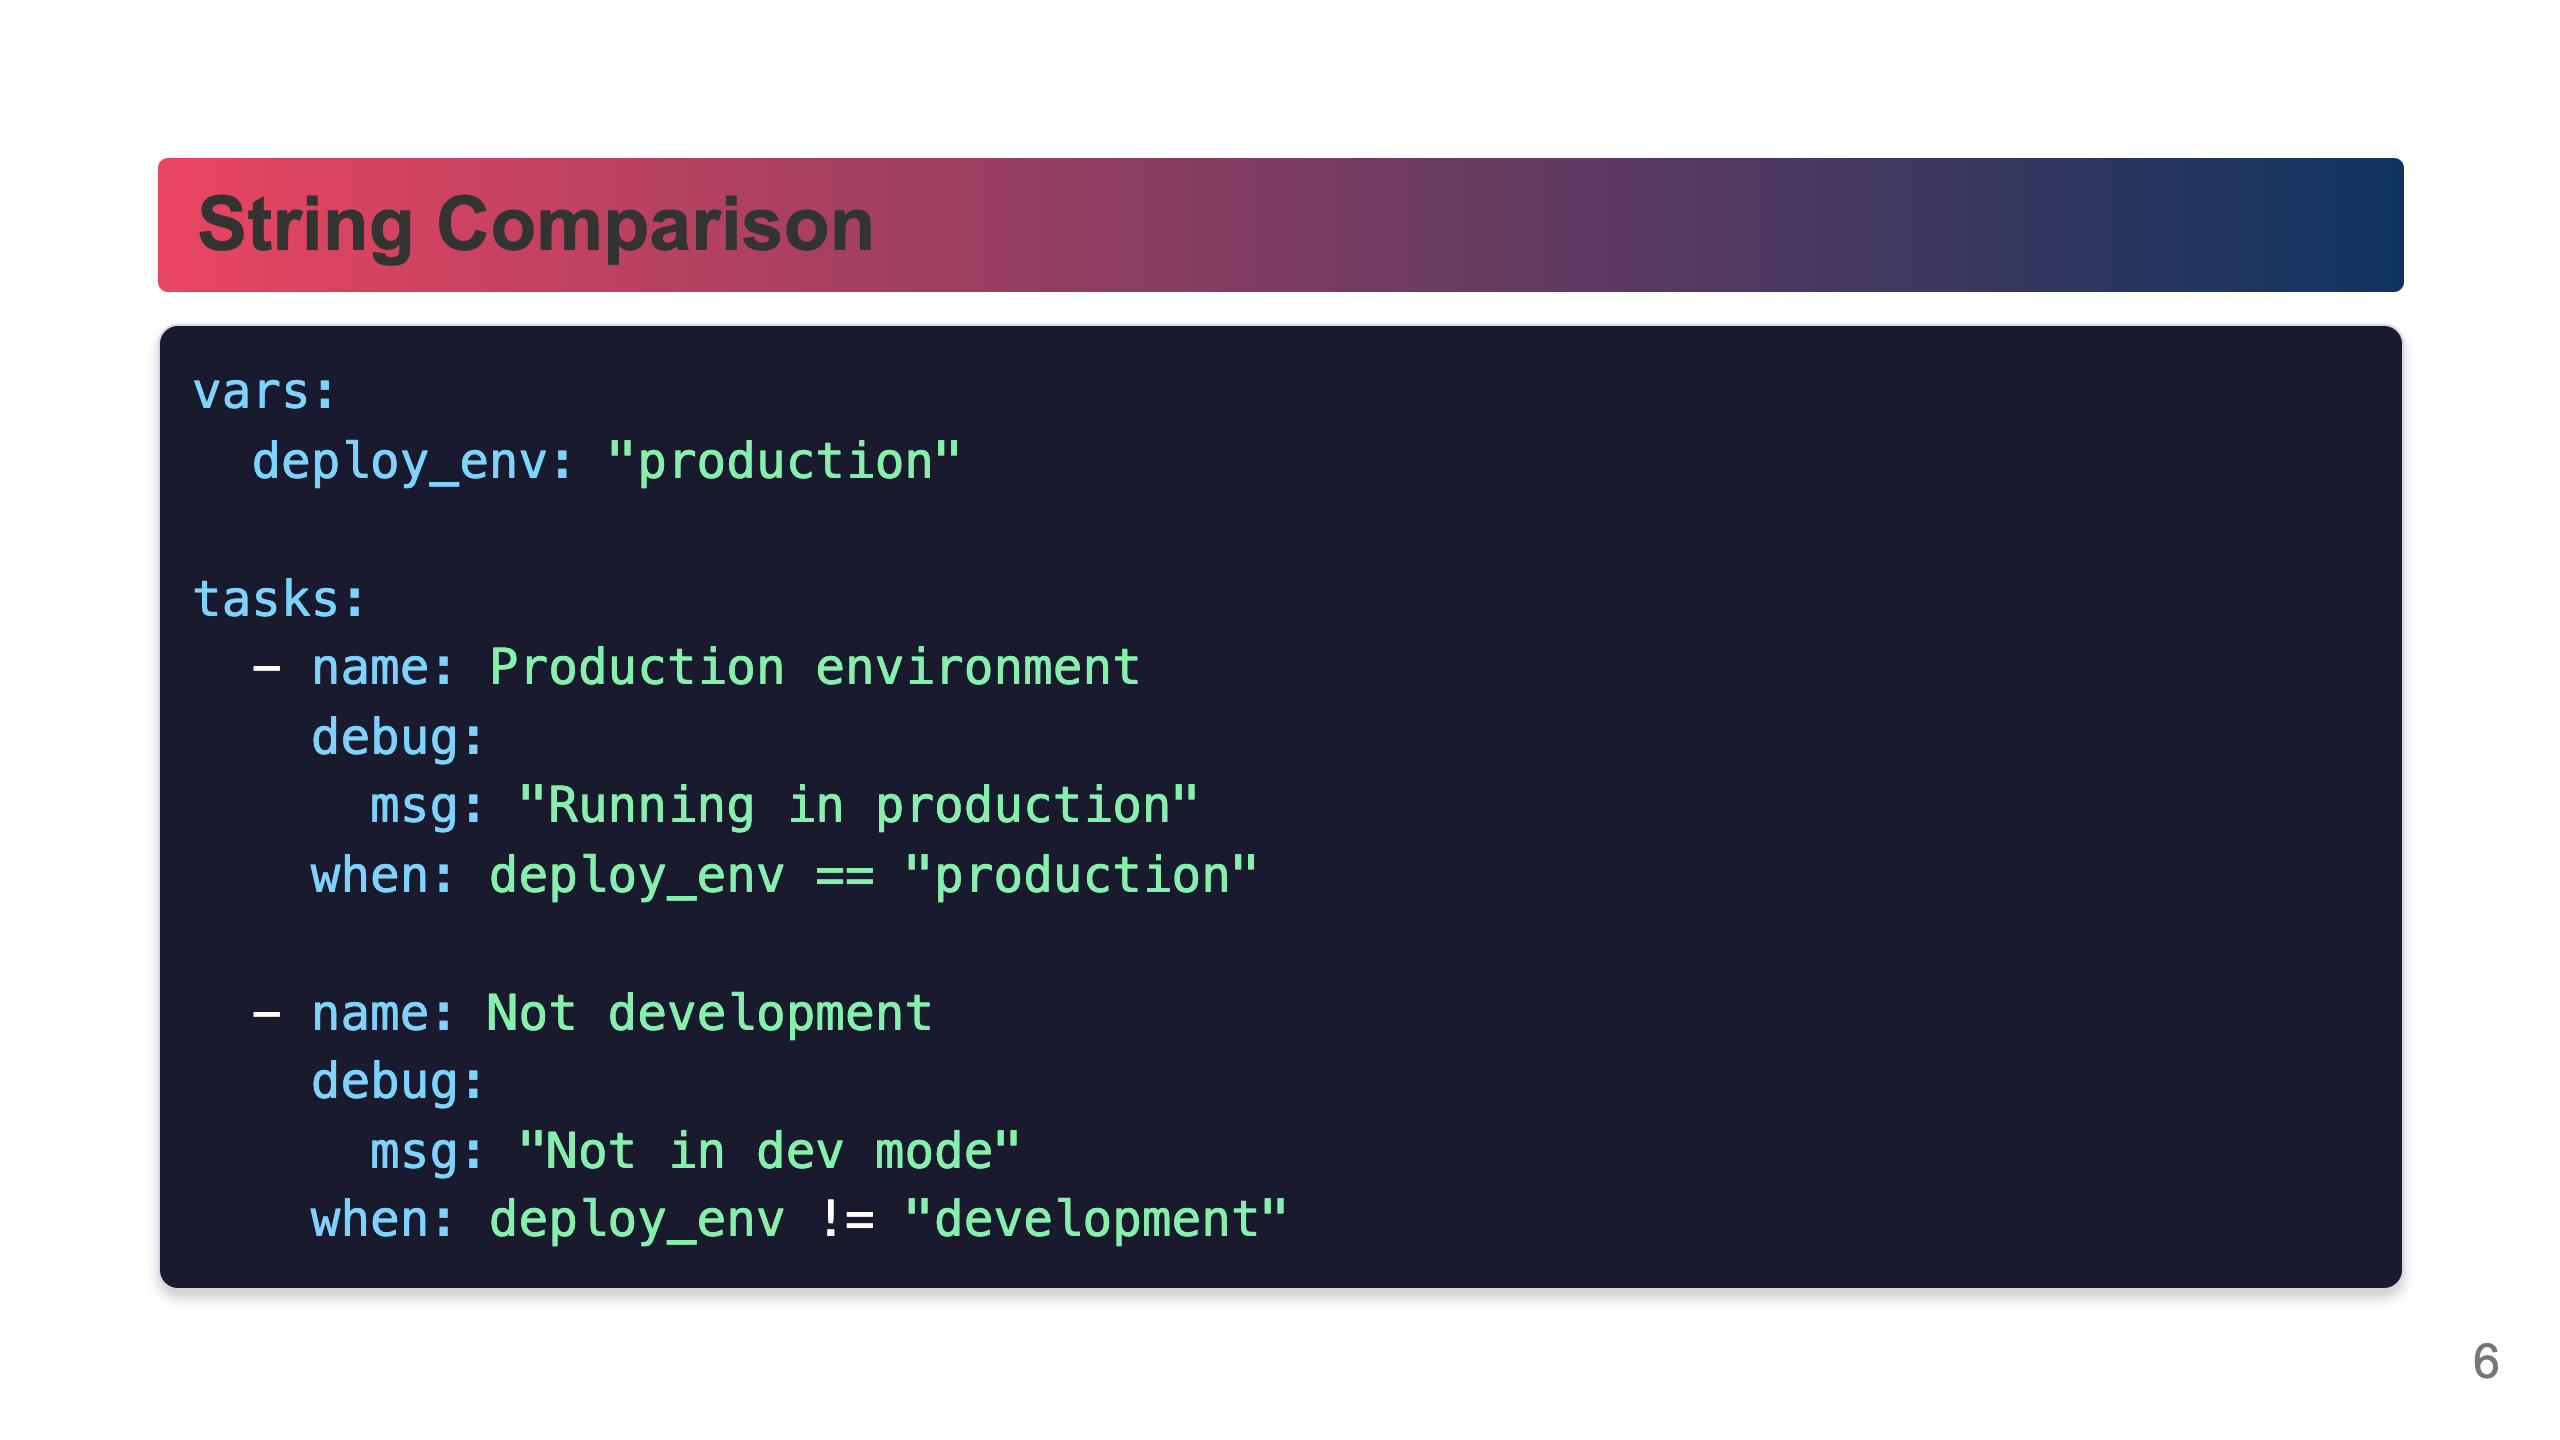 String Comparison
vars:
  deploy_env: "production"

tasks:
  - name: Production environment
    debug:
      msg: "Running in production"
    when: deploy_env == "production"

  - name: Not development
    debug:
      msg: "Not in dev mode"
    when: deploy_env != "development"
6